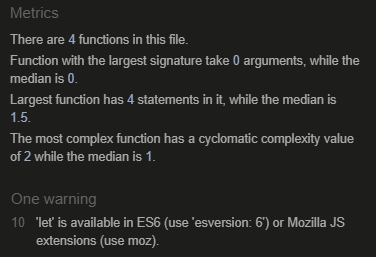 Metrics
There are 4 functions in this file.
Function with the largest signature take 0 arguments, while the
median is 0.
Largest function has 4 statements in it, while the median is
1.5.
The most complex function has a cyclomatic complexity value
of 2 while the median is 1.
One warning
10 'let' is available in ES6 (use 'esversion: 6') or Mozilla JS
extensions (use moz).